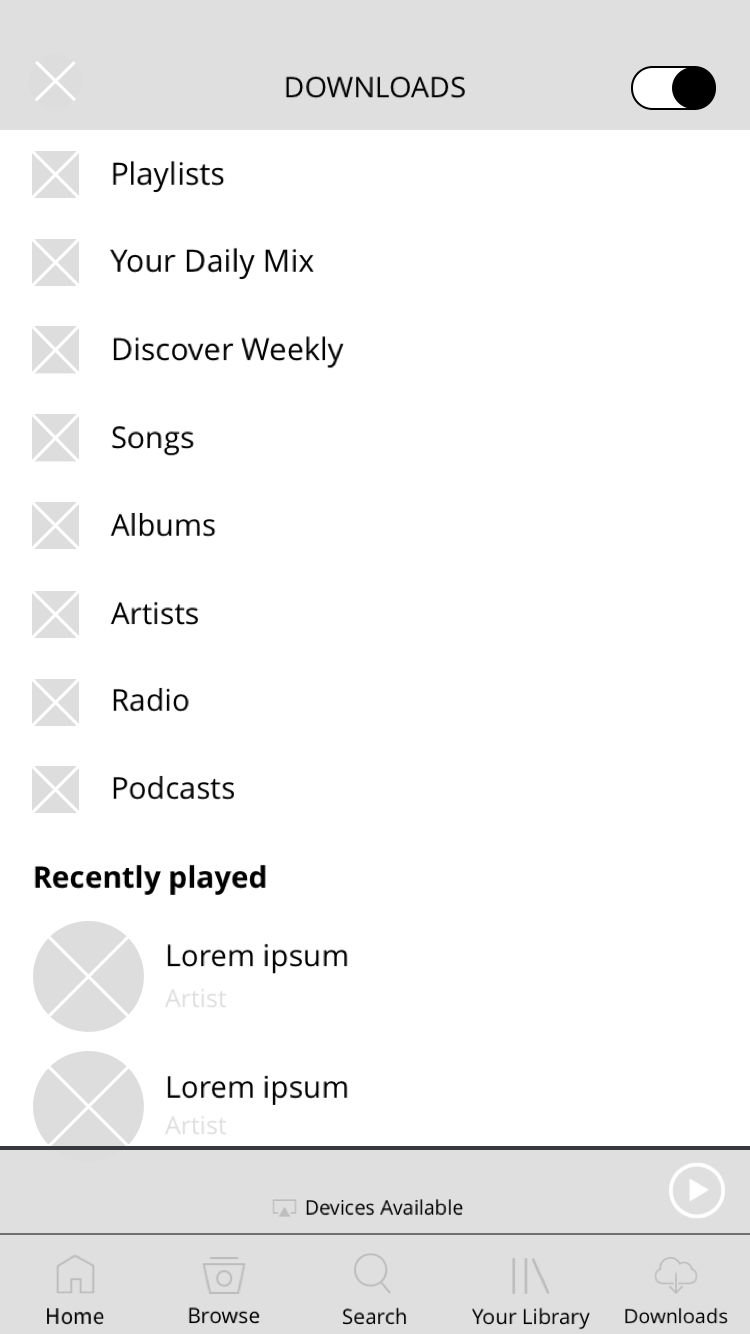 DOWNLOADS
Playlists
Your Daily Mix
Discover Weekly
Songs
Albums
Artists
Radio
Podcasts
Recently played
Lorem ipsum
Artist
Lorem ipsum
Artist
Devices Available
Home Browse Search Your Library Downloads